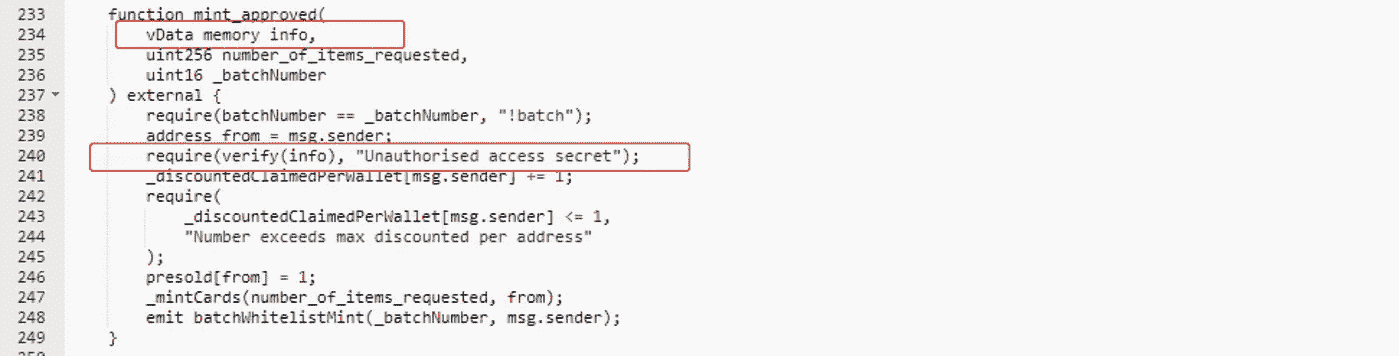 233 function mint_approved(
234 vData memory info,
235 uint256 number_of_items_requested,
236 uint16 _batchNumber
237 ) external {
238 require(batchNumber == _batchNumber, "!batch");
239 address from = msg.sender;
240 require(verify(info), "Unauthorised access secret");
241 _discountedClaimedPerWallet[msg.sender] += 1;
242 require(
243 _discountedClaimedPerWallet[msg.sender] <= 1,
244 "Number exceeds max discounted per address"
245 );
246 presold[from] = 1;
247 _mintCards(number_of_items_requested, from);
248 emit batchWhitelistMint(_batchNumber, msg.sender);
249 }